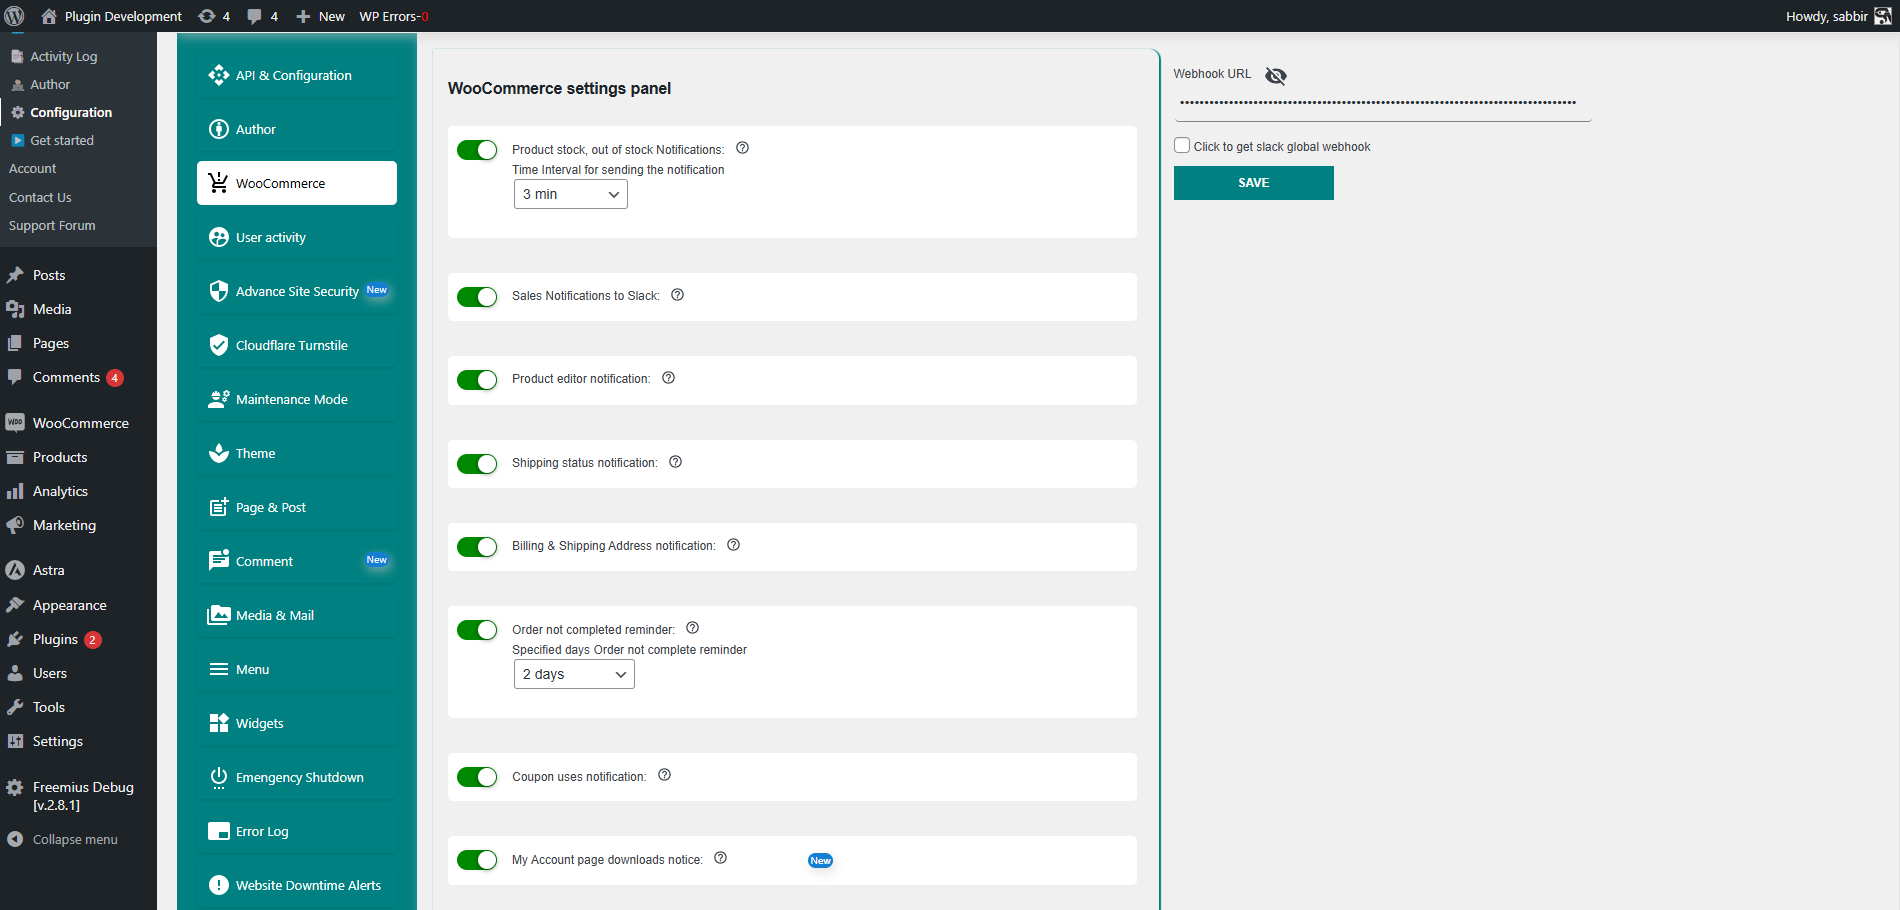 Plugin Development
4
4
New
WP Errors-0
Howdy, sabbir
Activity Log
Author
Configuration
Get started
Account
Contact Us
Support Forum
Posts
Media
Pages
Comments 4
WOO WooCommerce
Products
Analytics
Marketing
Astra
Appearance
Plugins 2
Users
Tools
Settings
Freemius Debug
[v.2.8.1]
Collapse menu
API & Configuration
Author
WooCommerce
User activity
Advance Site Security New
Cloudflare Turnstile
Maintenance Mode
Theme
Page & Post
Comment New
Media & Mail
Menu
Widgets
Emengency Shutdown
Error Log
Website Downtime Alerts
WooCommerce settings panel
Product stock, out of stock Notifications:
Time Interval for sending the notification
3 min
Sales Notifications to Slack:
Product editor notification:
Shipping status notification:
Billing & Shipping Address notification:
Order not completed reminder:
Specified days Order not complete reminder
2 days
Coupon uses notification:
My Account page downloads notice: New
Webhook URL
Click to get slack global webhook
SAVE